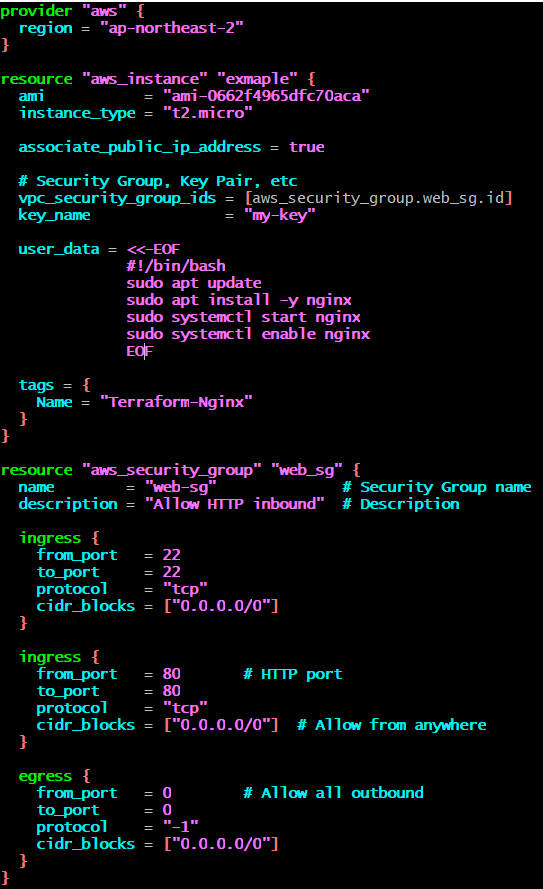 provider "aws" {
  region = "ap-northeast-2"
}
resource "aws_instance" "exmaple" {
  ami           = "ami-0662f4965dfc70aca"
  instance_type = "t2.micro"
  associate_public_ip_address = true
  # Security Group, Key Pair, etc
  vpc_security_group_ids = [aws_security_group.web_sg.id]
  key_name               = "my-key"
  user_data = <<-EOF
              #!/bin/bash
              sudo apt update
              sudo apt install -y nginx
              sudo systemctl start nginx
              sudo systemctl enable nginx
              EOF
  tags = {
    Name = "Terraform-Nginx"
  }
}
resource "aws_security_group" "web_sg" {
  name        = "web-sg"              # Security Group name
  description = "Allow HTTP inbound"  # Description
  ingress {
    from_port   = 22
    to_port     = 22
    protocol    = "tcp"
    cidr_blocks = ["0.0.0.0/0"]
  }
  ingress {
    from_port   = 80       # HTTP port
    to_port     = 80
    protocol    = "tcp"
    cidr_blocks = ["0.0.0.0/0"]  # Allow from anywhere
  }
  egress {
    from_port   = 0        # Allow all outbound
    to_port     = 0
    protocol    = "-1"
    cidr_blocks = ["0.0.0.0/0"]
  }
}